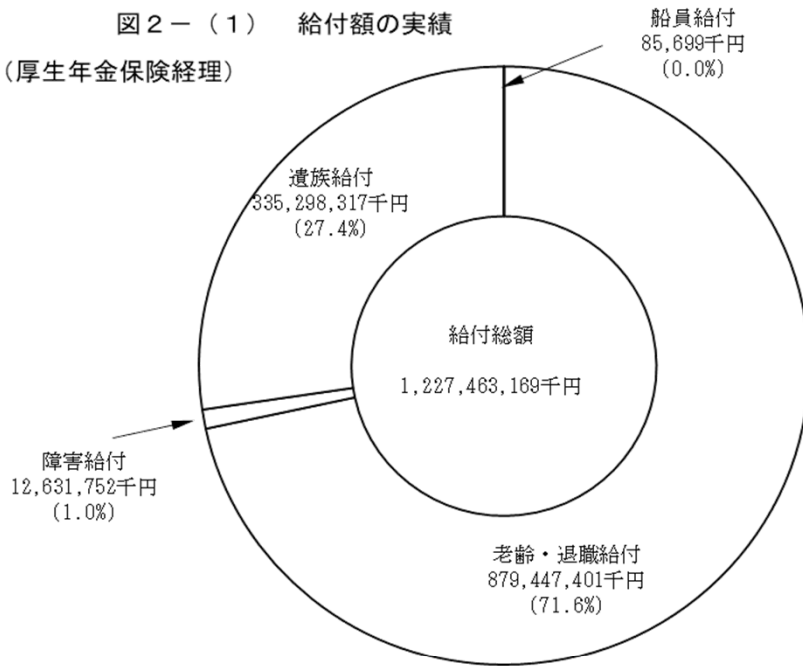 図２－（１）　給付額の実績
（厚生年金保険経理）
船員給付
85,699千円
(0.0%)
遺族給付
335,298,317千円
(27.4%)
給付総額
1,227,463,169千円
障害給付
12,631,752千円
(1.0%)
老齢・退職給付
879,447,401千円
(71.6%)